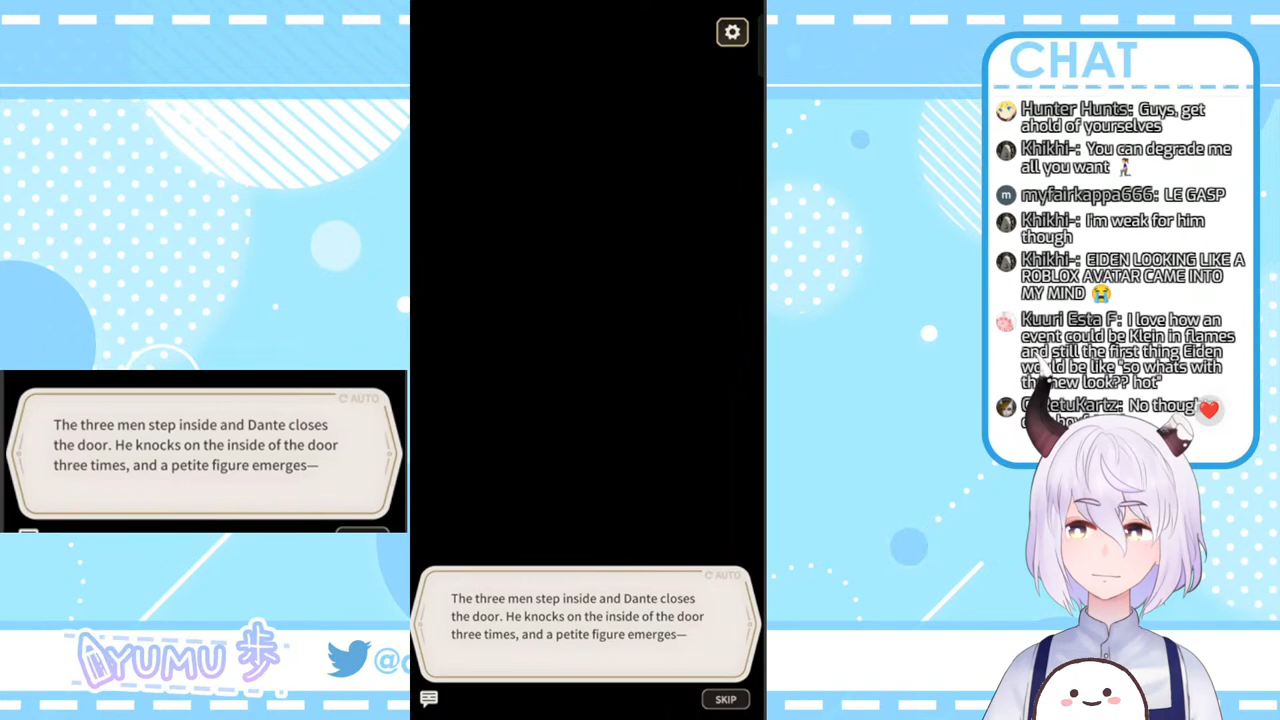 CHAT
Hunter Hunts: Guys, get
ahold of yourselves
Khikhi-: You can degrade me
all you want
m
myfairkappa666: LE GASP
Khikhi-: I'm weak for him
though
Khikhi-: EIDEN LOOKING LIKE A
ROBLOX AVATAR CAME INTO
MY MIND
Kuuri Esta F: I love how an
event could be Klein in flames
and still the first thing Eiden
would be like "so whats with
the new look?? hot"
No
AUTO
The three men step inside and Dante closes
the door. He knocks on the inside of the door
three times, and a petite figure emerges—
AUTO
The three men step inside and Dante closes
the door. He knocks on the inside of the door
three times, and a petite figure emerges—
SKIP
AYUMU 歩